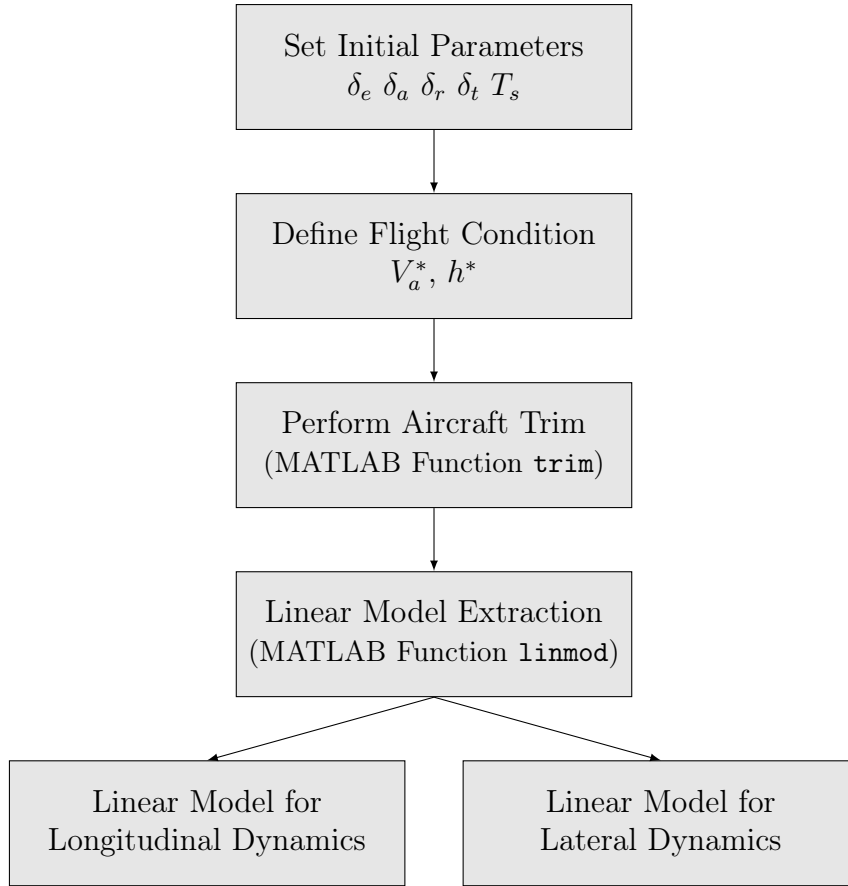 Set Initial Parameters
δe δa δr δt Ts
Define Flight Condition
Va*, h*
Perform Aircraft Trim
(MATLAB Function trim)
Linear Model Extraction
(MATLAB Function linmod)
Linear Model for
Longitudinal Dynamics
Linear Model for
Lateral Dynamics